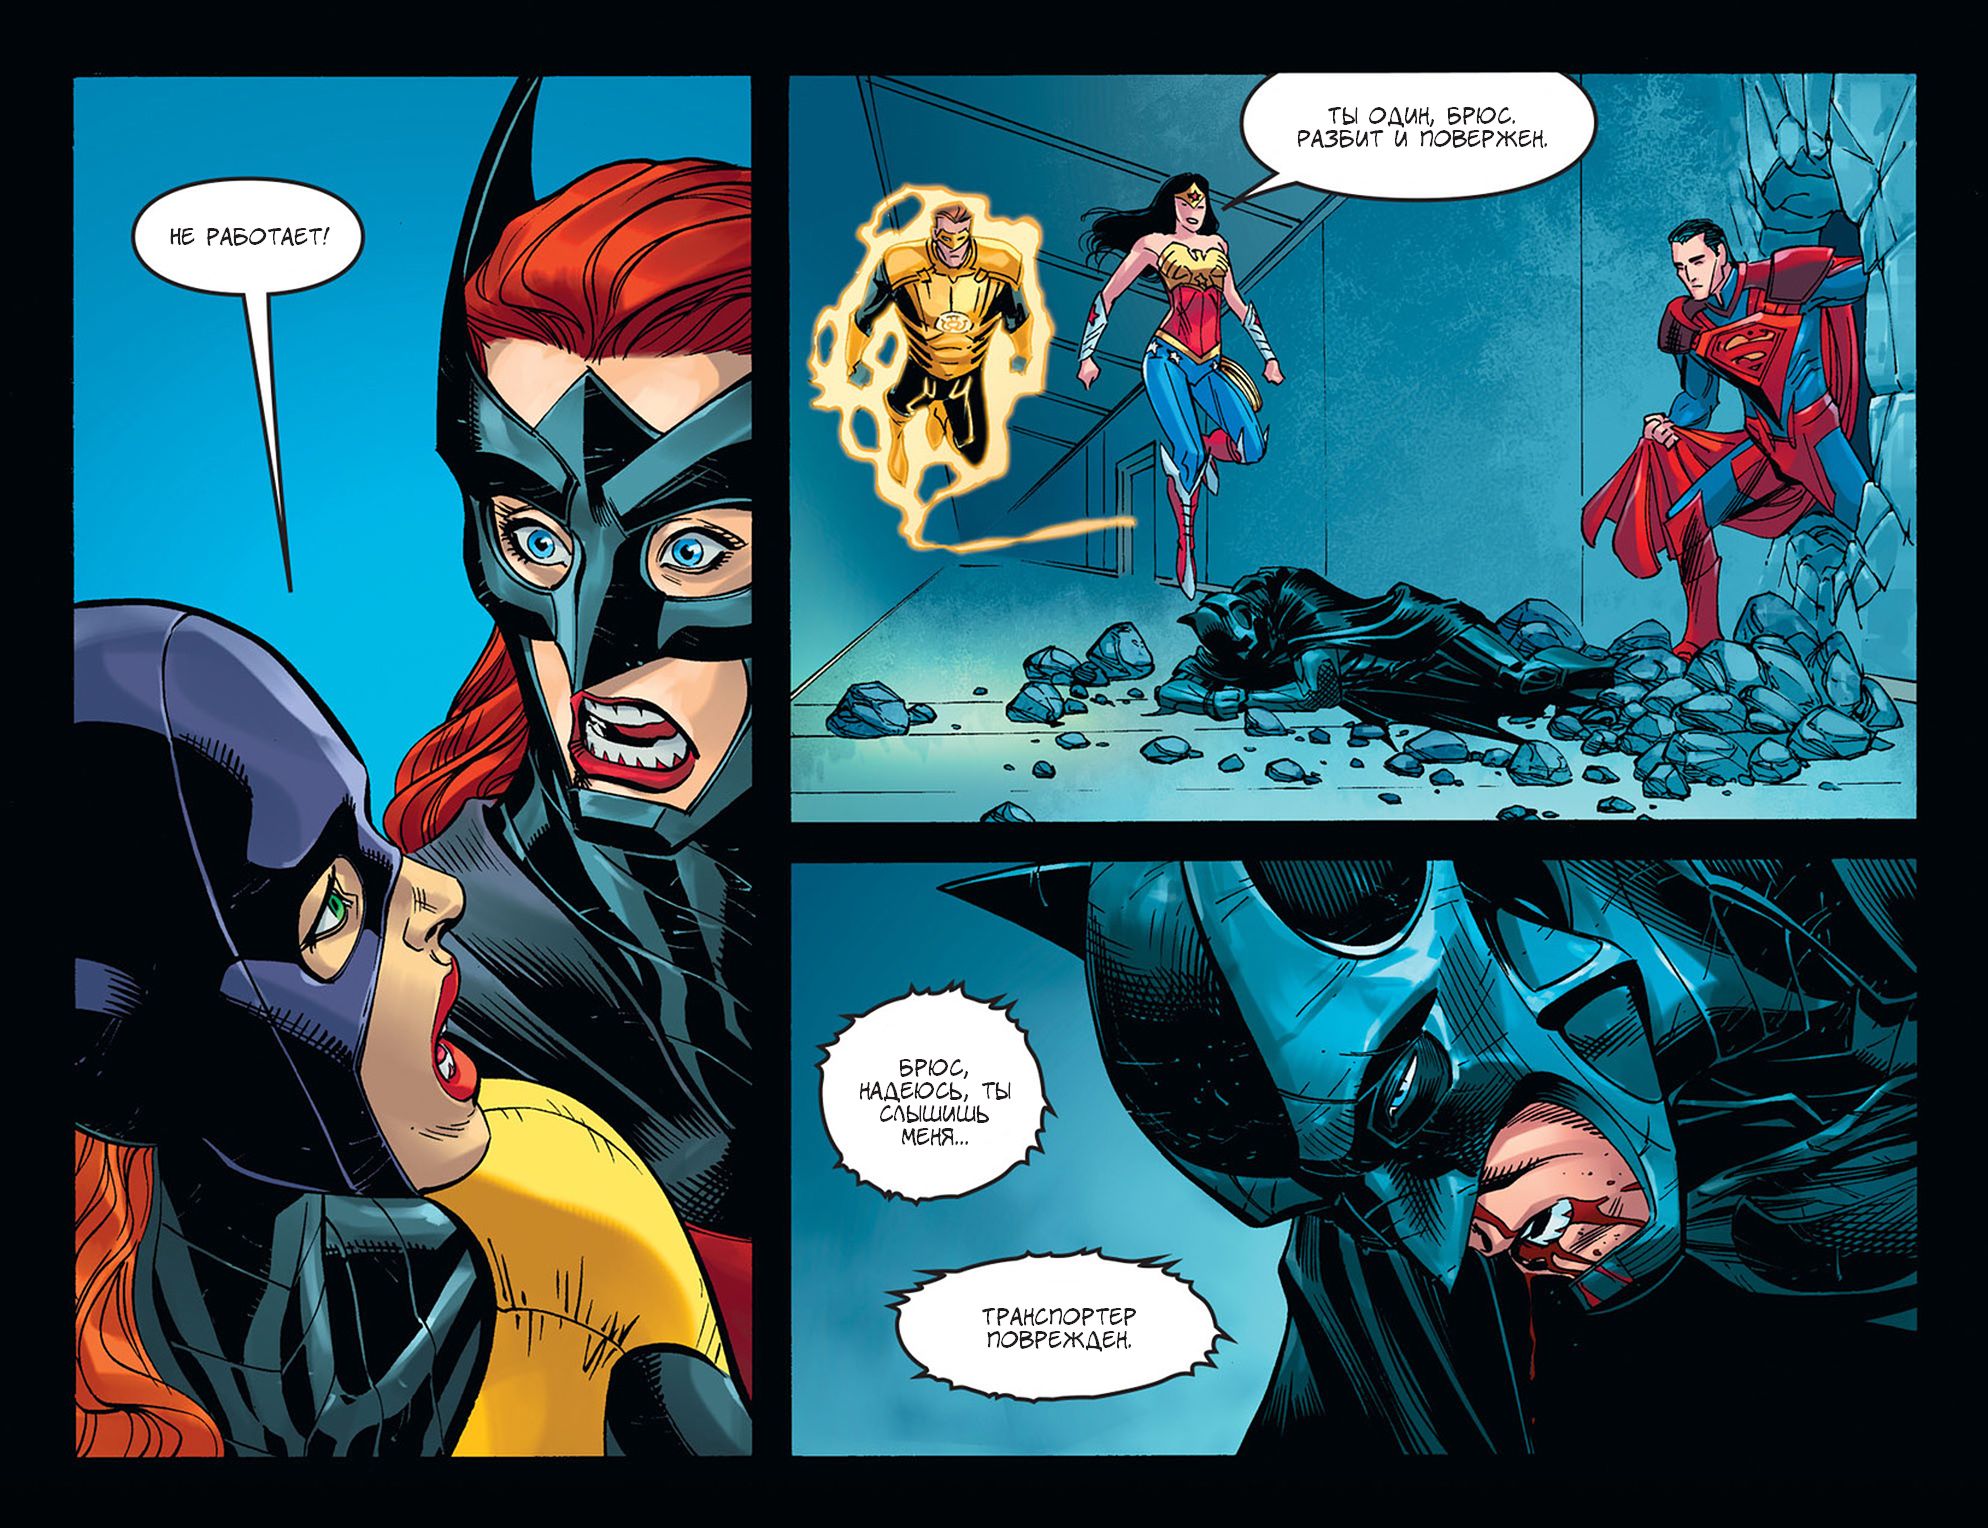 НЕ РАБОТАЕТ!
ТЫ ОДИН, БРЮС.
РАЗБИТ И ПОВЕРЖЕН.
БРЮС,
НАДЕЮСЬ, ТЫ
СЛЫШИШЬ
МЕНЯ...
ТРАНСПОРТЕР
ПОВРЕЖДЕН.